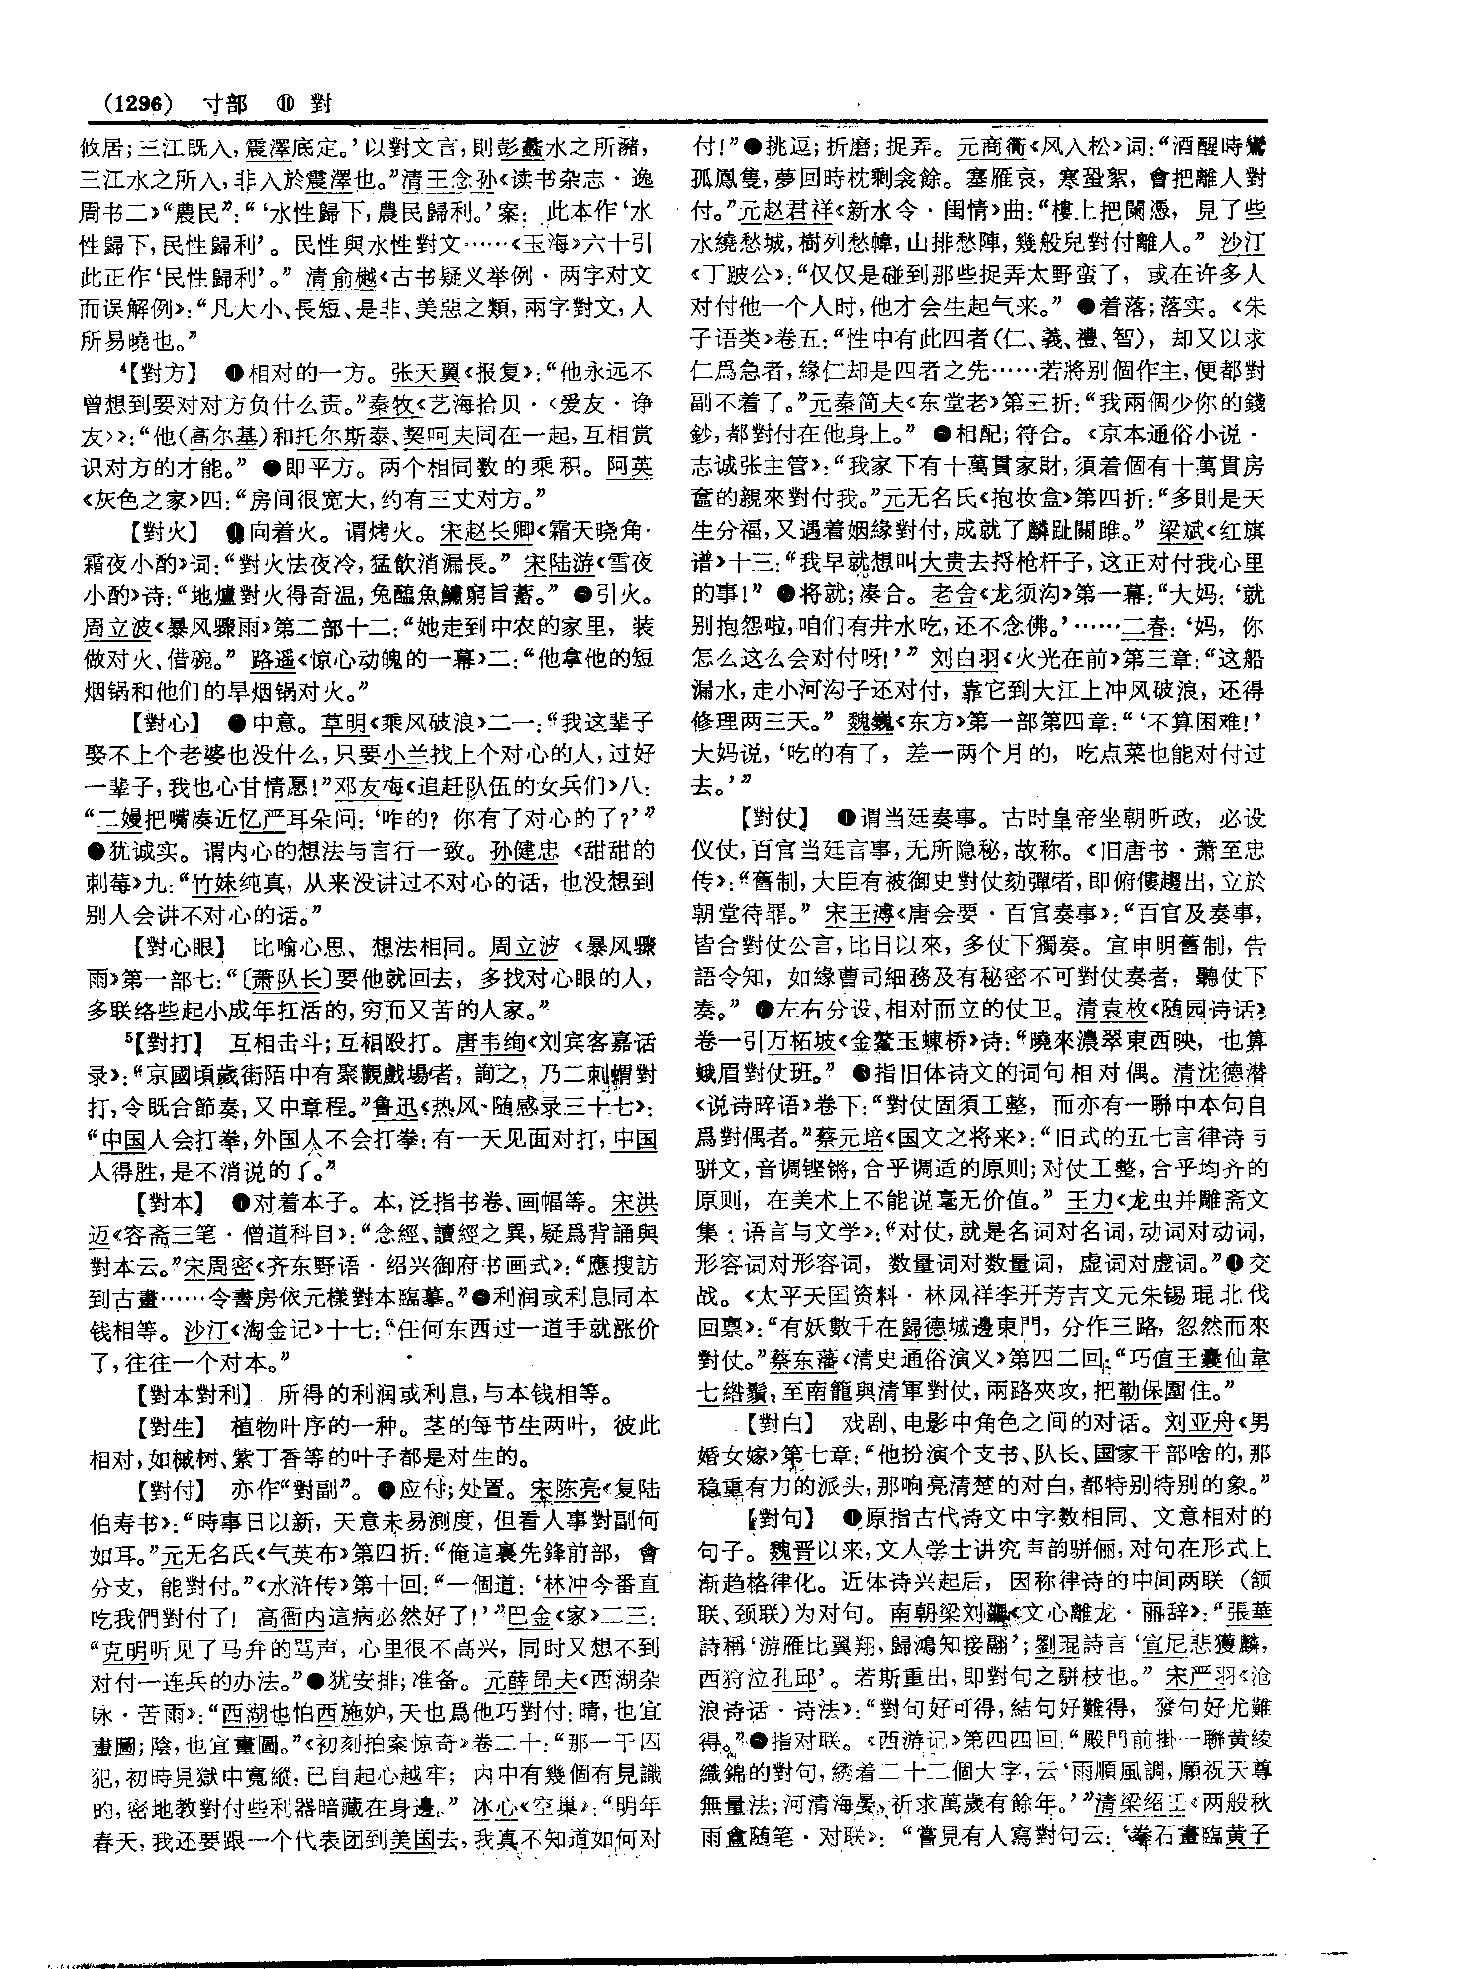 (1296) 寸部 ⑪ 對
攸居；三江既入，震澤底定。’以對文言，則彭蠡水之所瀦，
三江水之所入，非入於震澤也。”清王念孙《读书杂志·逸
周书二》“農民”：“‘水性歸下，農民歸利。’案：此本作‘水
性歸下，民性歸利’。民性與水性對文……《玉海》六十引
此正作‘民性歸利’。”清俞樾《古书疑义举例·两字对文
而误解例》：“凡大小、長短、是非、美惡之類，兩字對文，人
所易曉也。”
⁴【對方】 ❶相对的一方。张天翼《报复》：“他永远不
曾想到要对对方负什么责。”秦牧《艺海拾贝·〈爱友·诤
友〉》：“他（高尔基）和托尔斯泰、契呵夫同在一起，互相赏
识对方的才能。”❷即平方。两个相同数的乘积。阿英
《灰色之家》四：“房间很宽大，约有三丈对方。”
【對火】 ❶向着火。谓烤火。宋赵长卿《霜天晓角·
霜夜小酌》词：“對火怯夜冷，猛飲消漏長。”宋陆游《雪夜
小酌》诗：“地爐對火得奇温，兔醢魚鱐窮旨蓄。”❷引火。
周立波《暴风骤雨》第二部十二：“她走到中农的家里，装
做对火、借碗。”路遥《惊心动魄的一幕》二：“他拿他的短
烟锅和他们的旱烟锅对火。”
【對心】 ❶中意。草明《乘风破浪》二一：“我这辈子
娶不上个老婆也没什么，只要小兰找上个对心的人，过好
一辈子，我也心甘情愿！”邓友梅《追赶队伍的女兵们》八：
“二嫚把嘴凑近忆严耳朵问：‘咋的？你有了对心的了？’”
❷犹诚实。谓内心的想法与言行一致。孙健忠《甜甜的
刺莓》九：“竹妹纯真，从来没讲过不对心的话，也没想到
别人会讲不对心的话。”
【對心眼】 比喻心思、想法相同。周立波《暴风骤
雨》第一部七：“〔萧队长〕要他就回去，多找对心眼的人，
多联络些起小成年扛活的，穷而又苦的人家。”
⁵【對打】 互相击斗；互相殴打。唐韦绚《刘宾客嘉话
录》：“京國頃歲街陌中有聚觀戲場者，詢之，乃二刺蝟對
打，令既合節奏，又中章程。”鲁迅《热风·随感录三十七》：
“中国人会打拳，外国人不会打拳：有一天见面对打，中国
人得胜，是不消说的了。”
【對本】 ❶对着本子。本，泛指书卷、画幅等。宋洪
迈《容斋三笔·僧道科目》：“念經、讀經之異，疑爲背誦與
對本云。”宋周密《齐东野语·绍兴御府书画式》：“應搜訪
到古畫……令書房依元樣對本臨摹。”❷利润或利息同本
钱相等。沙汀《淘金记》十七：“任何东西过一道手就涨价
了，往往一个对本。”
【對本對利】 所得的利润或利息，与本钱相等。
【對生】 植物叶序的一种。茎的每节生两叶，彼此
相对，如槭树、紫丁香等的叶子都是对生的。
【對付】 亦作“對副”。❶应付；处置。宋陈亮《复陆
伯寿书》：“時事日以新，天意未易測度，但看人事對副何
如耳。”元无名氏《气英布》第四折：“俺這裏先鋒前部，會
分支，能對付。”《水浒传》第十回：“一個道：‘林冲今番直
吃我們對付了！高衙内這病必然好了！’”巴金《家》二三：
“克明听见了马弁的骂声，心里很不高兴，同时又想不到
对付一连兵的办法。”❷犹安排；准备。元薛昂夫《西湖杂
咏·苦雨》：“西湖也怕西施妒，天也爲他巧對付：晴，也宜
畫圖；陰，也宜畫圖。”《初刻拍案惊奇》卷二十：“那一干囚
犯，初時見獄中寬縱，已自起心越牢；内中有幾個有見識
的，密地教對付些利器暗藏在身邊。”冰心《空巢》：“明年
春天，我还要跟一个代表团到美国去，我真不知道如何对
付！”❸挑逗；折磨；捉弄。元商衟《风入松》词：“酒醒時鸞
孤鳳隻，夢回時枕剩衾餘。塞雁哀，寒蛩絮，會把離人對
付。”元赵君祥《新水令·闺情》曲：“樓上把闌憑，見了些
水繞愁城，樹列愁幛，山排愁陣，幾般兒對付離人。”沙汀
《丁跛公》：“仅仅是碰到那些捉弄太野蛮了，或在许多人
对付他一个人时，他才会生起气来。”❹着落；落实。《朱
子语类》卷五：“性中有此四者（仁、義、禮、智），却又以求
仁爲急者，緣仁却是四者之先……若將别個作主，便都對
副不着了。”元秦简夫《东堂老》第三折：“我兩個少你的錢
鈔，都對付在他身上。”❺相配；符合。《京本通俗小说·
志诚张主管》：“我家下有十萬貫家財，須着個有十萬貫房
奩的親來對付我。”元无名氏《抱妆盒》第四折：“多則是天
生分福，又遇着姻緣對付，成就了麟趾關雎。”梁斌《红旗
谱》十三：“我早就想叫大贵去捋枪杆子，这正对付我心里
的事！”❻将就；凑合。老舍《龙须沟》第一幕：“大妈：‘就
别抱怨啦，咱们有井水吃，还不念佛。’……二春：‘妈，你
怎么这么会对付呀！’”刘白羽《火光在前》第三章：“这船
漏水，走小河沟子还对付，靠它到大江上冲风破浪，还得
修理两三天。”魏巍《东方》第一部第四章：“‘不算困难！’
大妈说，‘吃的有了，差一两个月的，吃点菜也能对付过
去。’”
【對仗】 ❶谓当廷奏事。古时皇帝坐朝听政，必设
仪仗，百官当廷言事，无所隐秘，故称。《旧唐书·萧至忠
传》：“舊制，大臣有被御史對仗劾彈者，即俯僂趨出，立於
朝堂待罪。”宋王溥《唐会要·百官奏事》：“百官及奏事，
皆合對仗公言，比日以來，多仗下獨奏。宜申明舊制，告
語令知，如緣曹司細務及有秘密不可對仗奏者，聽仗下
奏。”❷左右分设、相对而立的仗卫。清袁枚《随园诗话》
卷一引万柘坡《金鳌玉蝀桥》诗：“曉來濃翠東西映，也算
蛾眉對仗班。”❸指旧体诗文的词句相对偶。清沈德潜
《说诗晬语》卷下：“對仗固須工整，而亦有一聯中本句自
爲對偶者。”蔡元培《国文之将来》：“旧式的五七言律诗与
骈文，音调铿锵，合乎调适的原则；对仗工整，合乎均齐的
原则，在美术上不能说毫无价值。”王力《龙虫并雕斋文
集·语言与文学》：“对仗，就是名词对名词，动词对动词，
形容词对形容词，数量词对数量词，虚词对虚词。”❹交
战。《太平天国资料·林凤祥李开芳吉文元朱锡琨北伐
回禀》：“有妖數千在歸德城邊東門，分作三路，忽然而來
對仗。”蔡东藩《清史通俗演义》第四二回：“巧值王囊仙韋
七綹鬚，至南籠與清軍對仗，兩路夾攻，把勒保圍住。”
【對白】 戏剧、电影中角色之间的对话。刘亚舟《男
婚女嫁》第七章：“他扮演个支书、队长、国家干部啥的，那
稳重有力的派头，那响亮清楚的对白，都特别特别的象。”
【對句】 ❶原指古代诗文中字数相同、文意相对的
句子。魏晋以来，文人学士讲究声韵骈俪，对句在形式上
渐趋格律化。近体诗兴起后，因称律诗的中间两联（颔
联、颈联）为对句。南朝梁刘勰《文心雕龙·丽辞》：“張華
詩稱‘游雁比翼翔，歸鴻知接翮’；劉琨詩言‘宣尼悲獲麟，
西狩泣孔邱’。若斯重出，即對句之駢枝也。”宋严羽《沧
浪诗话·诗法》：“對句好可得，結句好難得，發句好尤難
得。”❷指对联。《西游记》第四四回：“殿門前掛一聯黄綾
織錦的對句，綉着二十二個大字，云‘雨順風調，願祝天尊
無量法；河清海晏，祈求萬歲有餘年。’”清梁绍壬《两般秋
雨盦随笔·对联》：“嘗見有人寫對句云：‘拳石畫臨黄子